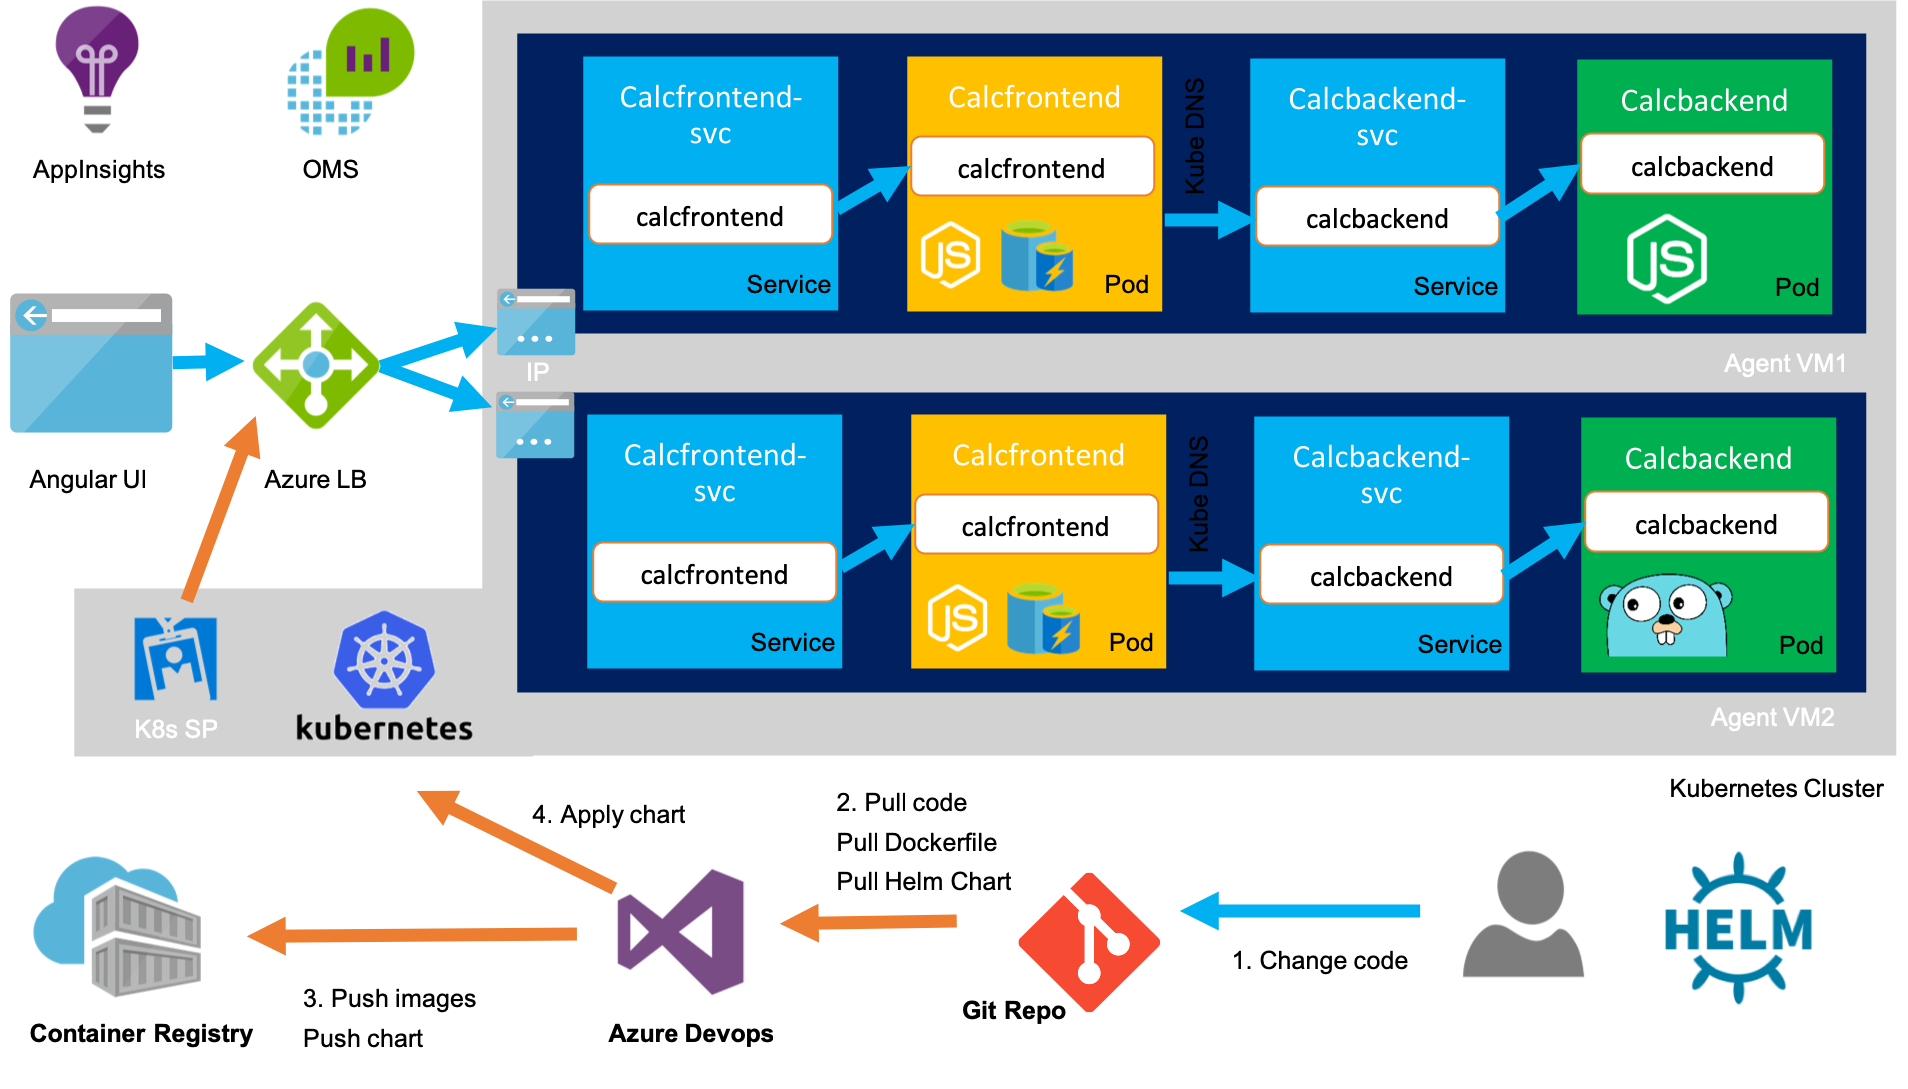 AppInsights
OMS
Calcfrontend-
svc
calcfrontend
Service
Calcfrontend
calcfrontend
JS
Pod
Kube DNS
Calcbackend-
svc
calcbackend
Service
Calcbackend
calcbackend
JS
Pod
IP
Agent VM1
Angular UI
Azure LB
Calcfrontend-
svc
calcfrontend
Service
Calcfrontend
calcfrontend
JS
Pod
Kube DNS
Calcbackend-
svc
calcbackend
Service
Calcbackend
calcbackend
Pod
Agent VM2
K8s SP
kubernetes
Kubernetes Cluster
4. Apply chart
2. Pull code
Pull Dockerfile
Pull Helm Chart
1. Change code
HELM
3. Push images
Push chart
Container Registry
Azure Devops
Git Repo